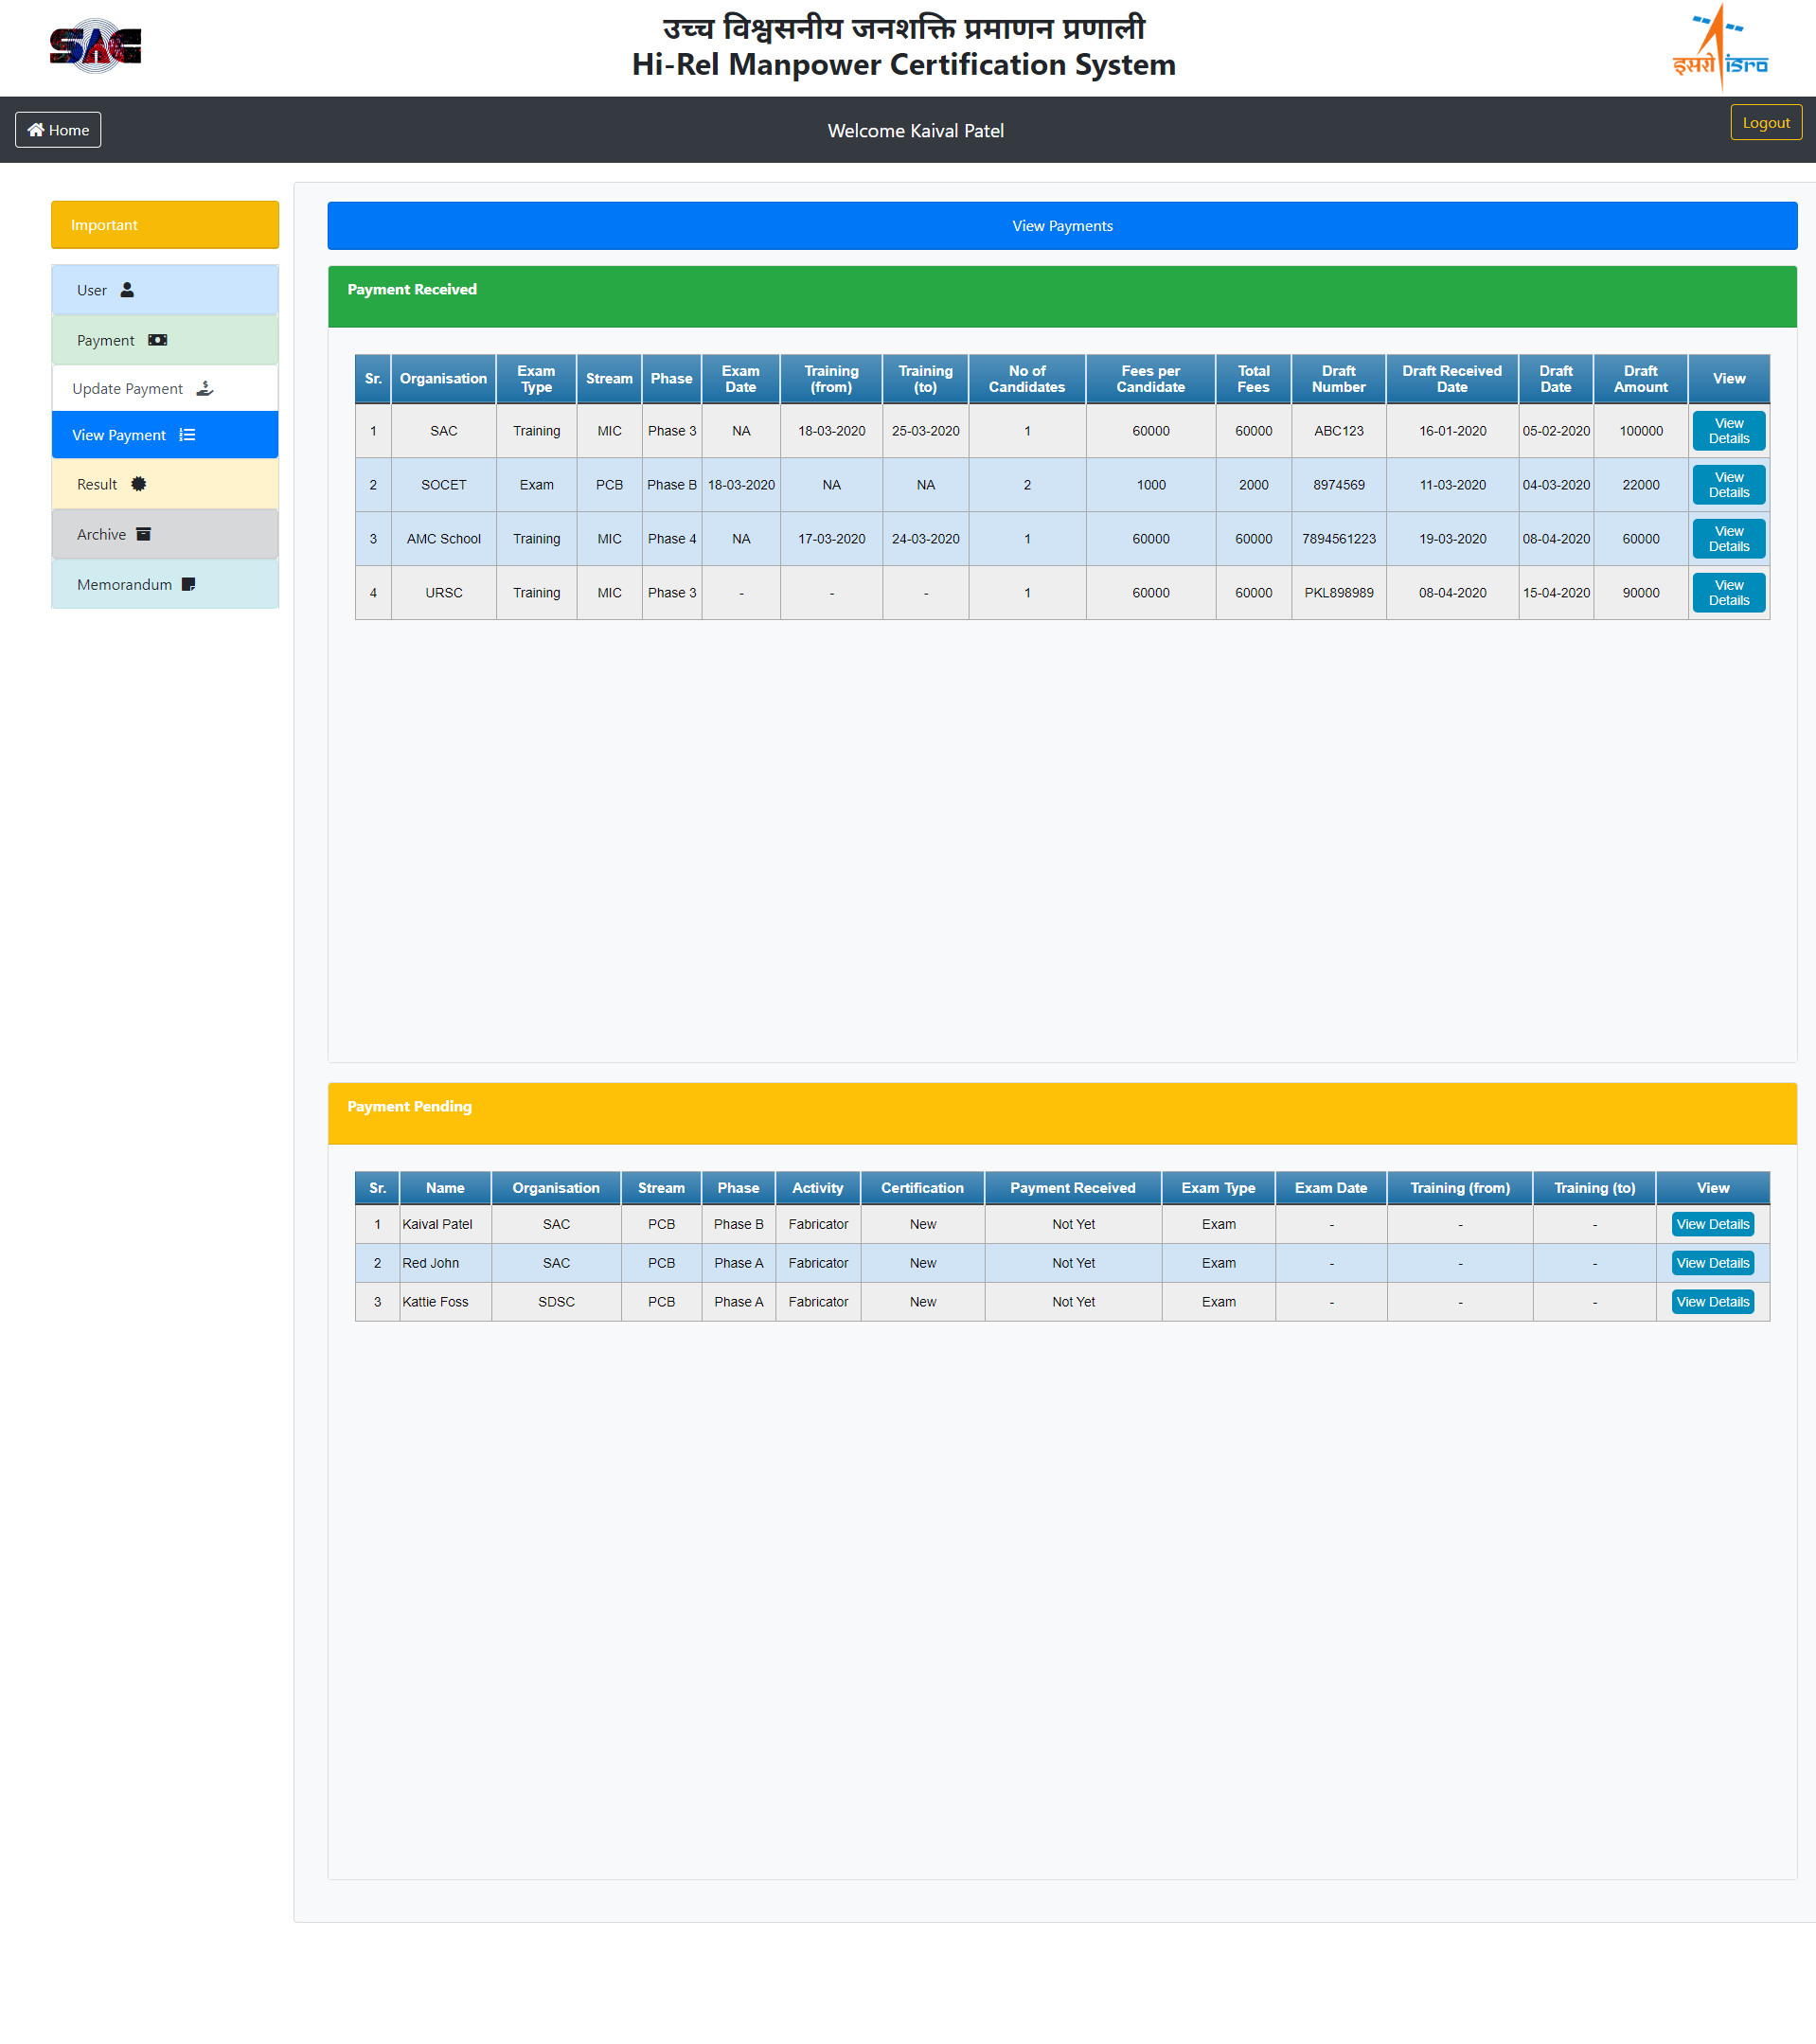 SAC
उच्च विश्वसनीय जनशक्ति प्रमाणन प्रणाली
Hi-Rel Manpower Certification System
इसरो isro
Home
Welcome Kaival Patel
Logout
Important
User
Payment
Update Payment
View Payment
Result
Archive
Memorandum
View Payments
Payment Received
Sr. Organisation Exam Type Stream Phase Exam Date Training (from) Training (to) No of Candidates Fees per Candidate Total Fees Draft Number Draft Received Date Draft Date Draft Amount View
1 SAC Training MIC Phase 3 NA 18-03-2020 25-03-2020 1 60000 60000 ABC123 16-01-2020 05-02-2020 100000 View Details
2 SOCET Exam PCB Phase B 18-03-2020 NA NA 2 1000 2000 8974569 11-03-2020 04-03-2020 22000 View Details
3 AMC School Training MIC Phase 4 NA 17-03-2020 24-03-2020 1 60000 60000 7894561223 19-03-2020 08-04-2020 60000 View Details
4 URSC Training MIC Phase 3 - - - 1 60000 60000 PKL898989 08-04-2020 15-04-2020 90000 View Details
Payment Pending
Sr. Name Organisation Stream Phase Activity Certification Payment Received Exam Type Exam Date Training (from) Training (to) View
1 Kaival Patel SAC PCB Phase B Fabricator New Not Yet Exam - - - View Details
2 Red John SAC PCB Phase A Fabricator New Not Yet Exam - - - View Details
3 Kattie Foss SDSC PCB Phase A Fabricator New Not Yet Exam - - - View Details